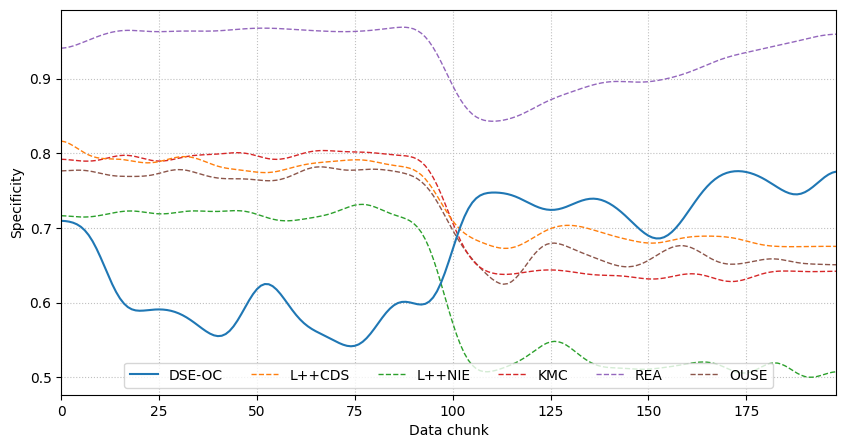 Specificity
0.9
0.8
0.7
0.6
0.5
DSE-OC L++CDS L++NIE KMC REA OUSE
0 25 50 75 100 125 150 175
Data chunk